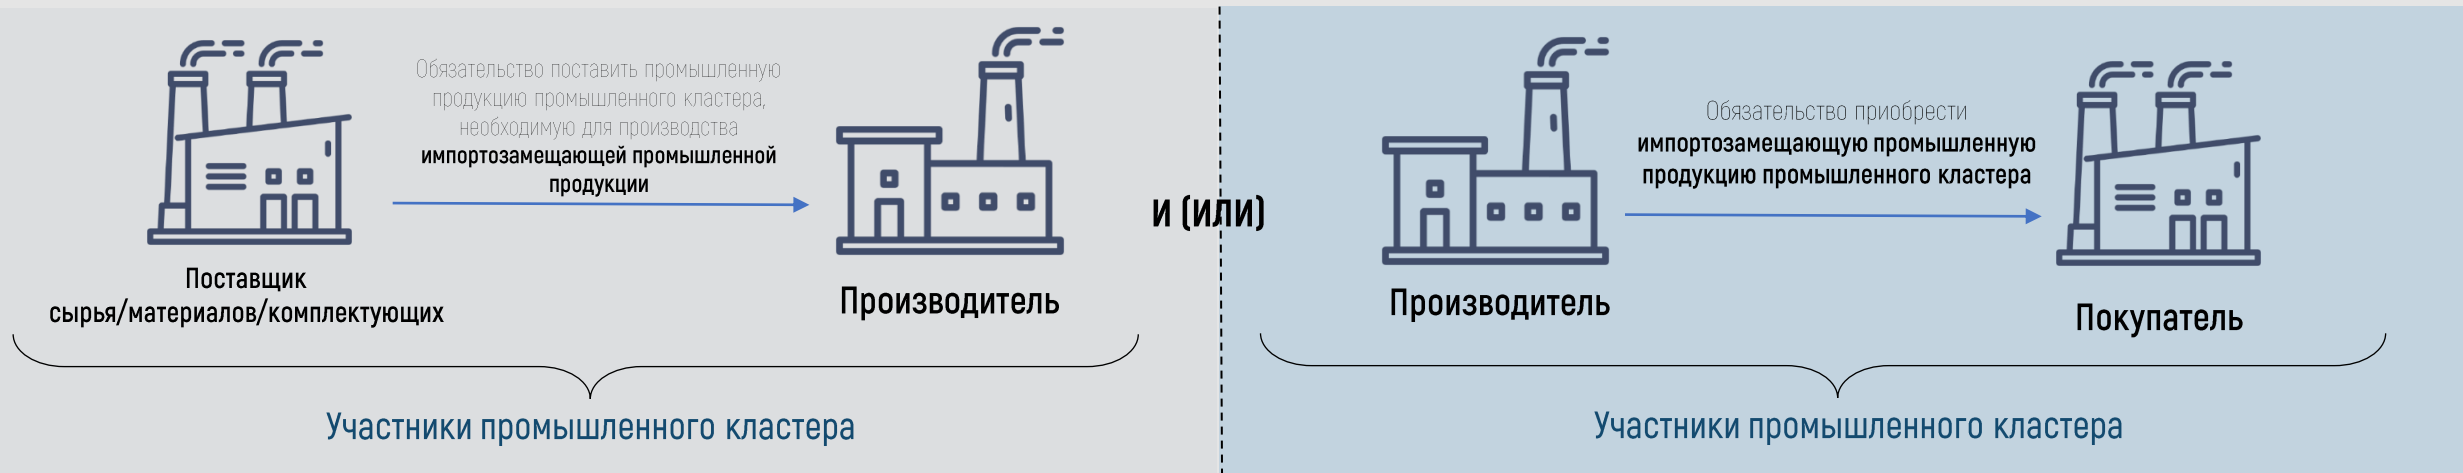 Обязательство поставить промышленную
продукцию промышленного кластера,
необходимую для производства
импортозамещающей промышленной
продукции
Поставщик
сырья/материалов/комплектующих
Производитель
Участники промышленного кластера
и (или)
Обязательство приобрести
импортозамещающую промышленную
продукцию промышленного кластера
Производитель
Покупатель
Участники промышленного кластера